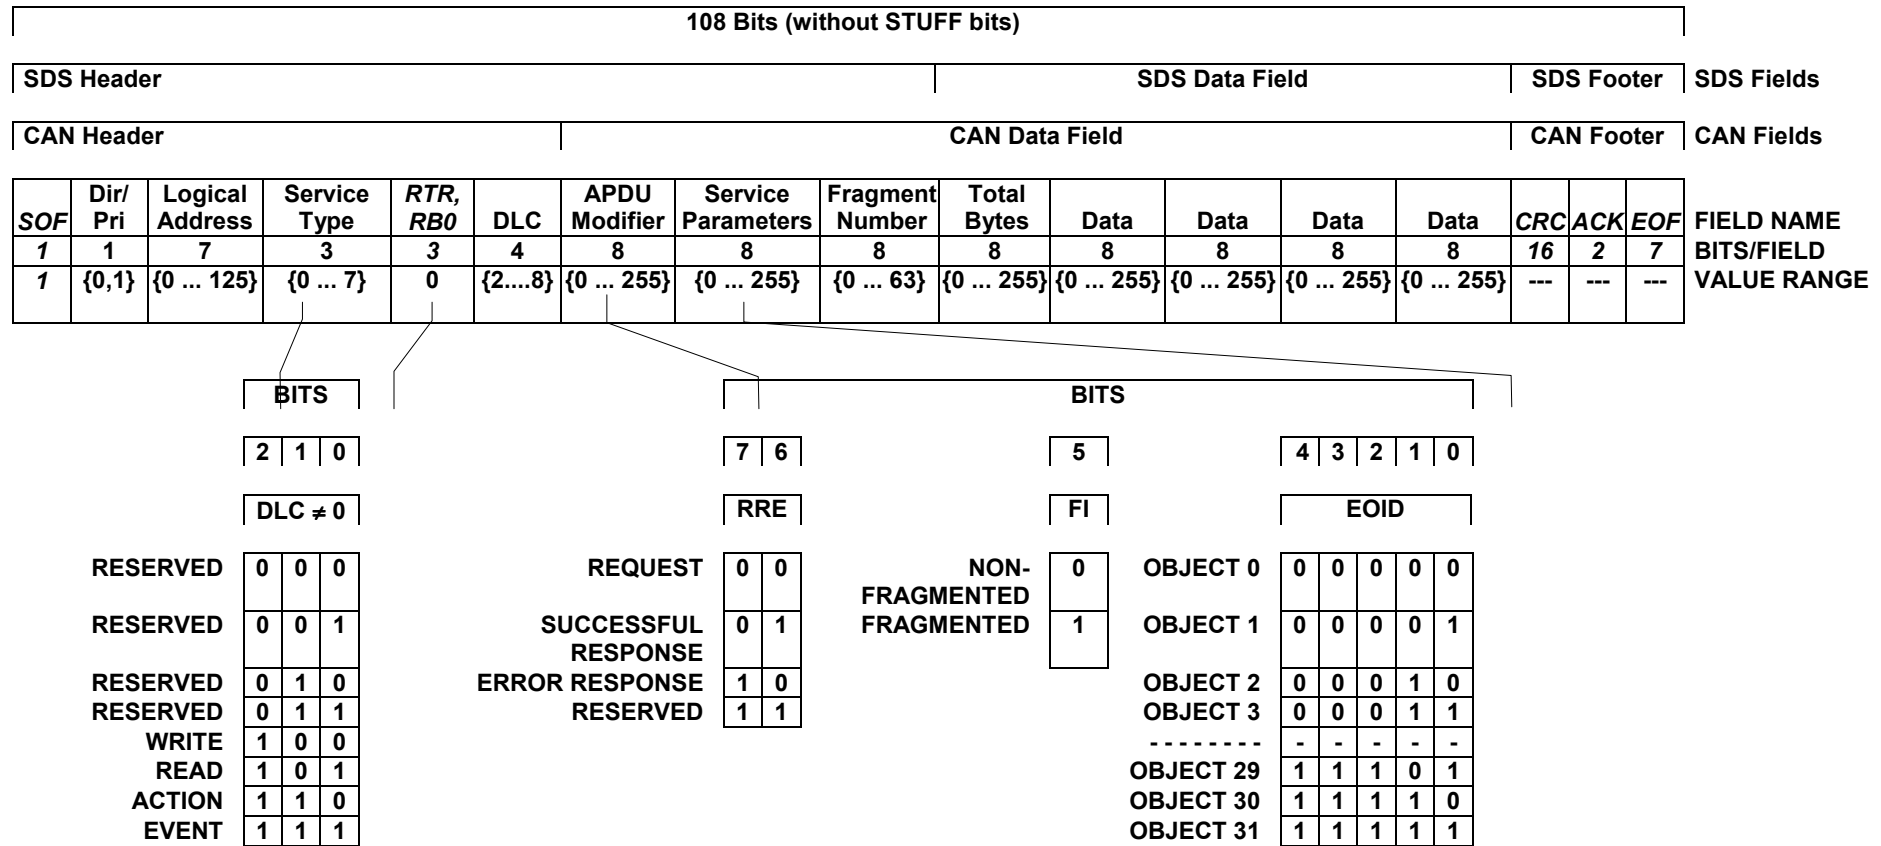 108 Bits (without STUFF bits)
SDS Header SDS Data Field SDS Footer SDS Fields
CAN Header CAN Data Field CAN Footer CAN Fields
Dir/ Logical Service RTR, APDU Service Fragment Total
SOF Pri Address Type RB0 DLC Modifier Parameters Number Bytes Data Data Data Data CRC ACK EOF FIELD NAME
1 1 7 3 3 4 8 8 8 8 8 8 8 8 16 2 7 BITS/FIELD
1 {0,1} {0 ... 125} {0 ... 7} 0 {2....8} {0 ... 255} {0 ... 255} {0 ... 63} {0 ... 255} {0 ... 255} {0 ... 255} {0 ... 255} {0 ... 255} --- --- --- VALUE RANGE
BITS BITS
2 1 0 7 6 5 4 3 2 1 0
DLC ≠ 0 RRE FI EOID
RESERVED 0 0 0 REQUEST 0 0 NON- 0 OBJECT 0 0 0 0 0 0
FRAGMENTED
RESERVED 0 0 1 SUCCESSFUL 0 1 FRAGMENTED 1 OBJECT 1 0 0 0 0 1
RESPONSE
RESERVED 0 1 0 ERROR RESPONSE 1 0 OBJECT 2 0 0 0 1 0
RESERVED 0 1 1 RESERVED 1 1 OBJECT 3 0 0 0 1 1
WRITE 1 0 0 - - - - - - - - - - - - -
READ 1 0 1 OBJECT 29 1 1 1 0 1
ACTION 1 1 0 OBJECT 30 1 1 1 1 0
EVENT 1 1 1 OBJECT 31 1 1 1 1 1